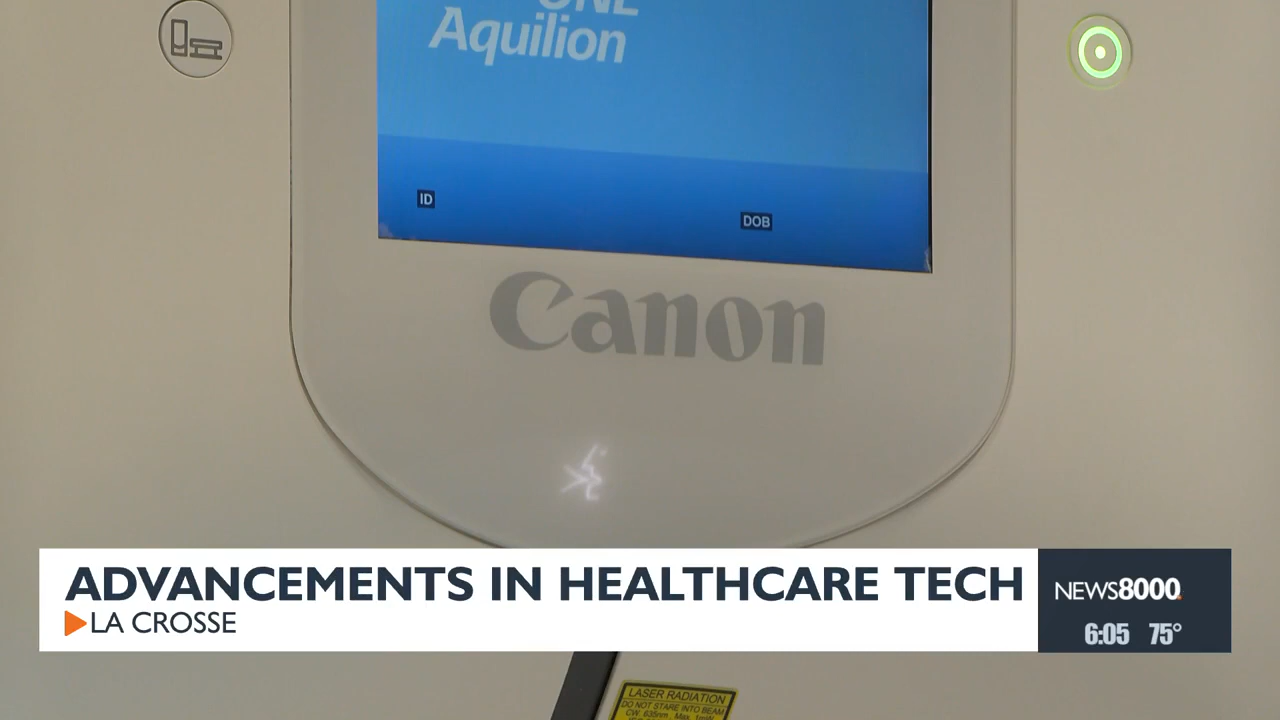 ONE
Aquilion
ID
DOB
Canon
ADVANCEMENTS IN HEALTHCARE TECH
LA CROSSE
NEWS8000.
6:05 75°
LASER RADIATION
DO NOT STARE INTO BEAM